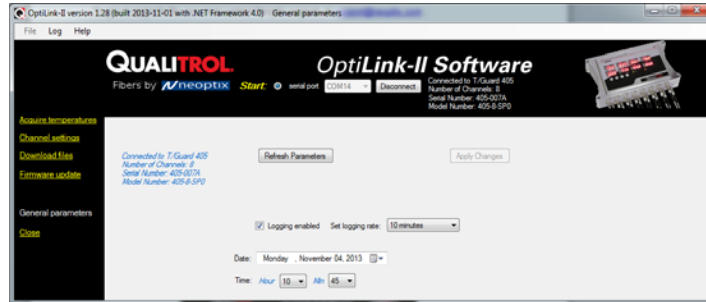 OptiLink-II version 1.28 (built 2013-11-01 with .NET Framework 4.0) General parameters
File Log Help
QUALITROL.
OptiLink-II Software
Fibers by neoptix
Start: serial port COM14 Disconnect
Connected to T/Guard 405
Number of Channels: 8
Serial Number: 405-007A
Model Number: 405-8-SP0
Acquire temperatures
Channel settings
Download files
Firmware update
General parameters
Close
Connected to T/Guard 405
Number of Channels: 8
Serial Number: 405-007A
Model Number: 405-8-SP0
Refresh Parameters
Apply Changes
Logging enabled Set logging rate: 10 minutes
Date: Monday , November 04, 2013
Time: Hour 10 Min 45